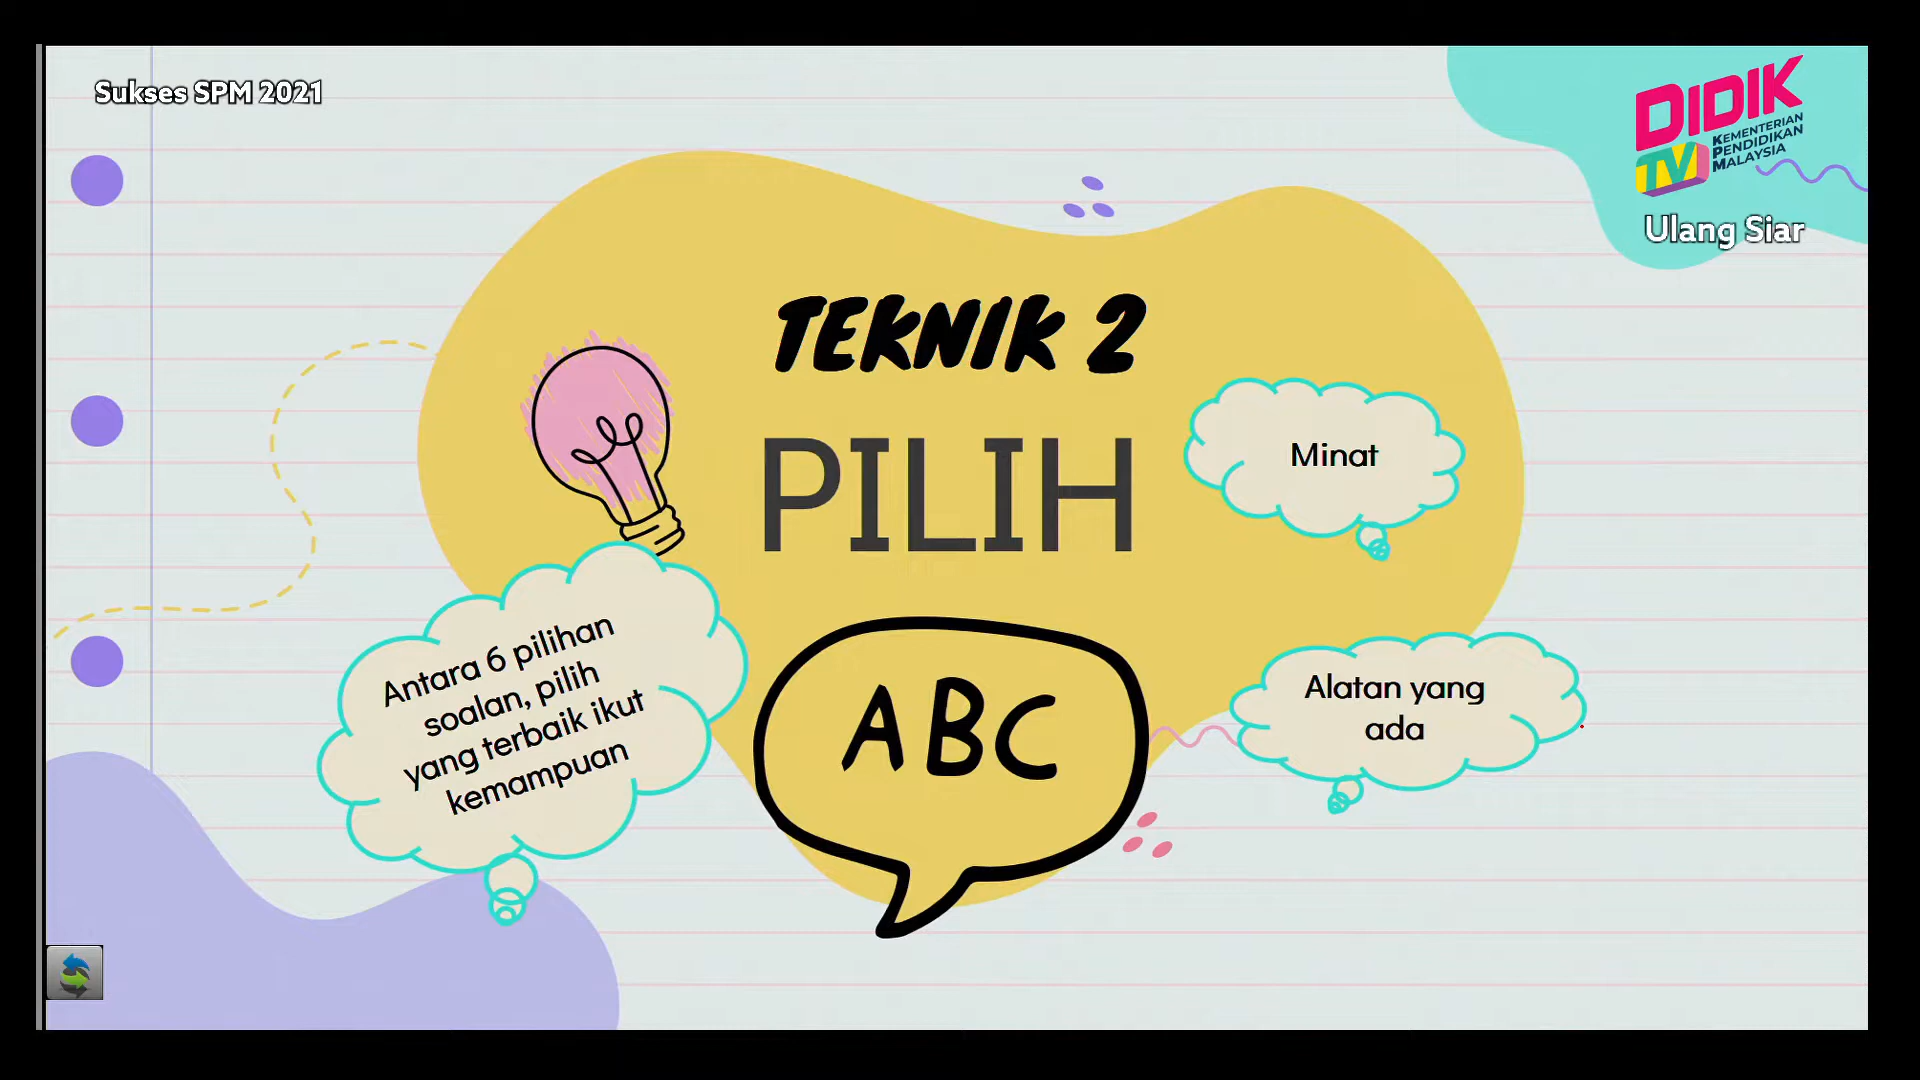 Sukses SPM 2021
DIDIK
TV
KEMENTERIAN
PENDIDIKAN
MALAYSIA
Ulang Siar
TEKNIK 2
PILIH
Minat
Antara 6 pilihan
soalan, pilih
yang terbaik ikut
kemampuan
ABC
Alatan yang
ada